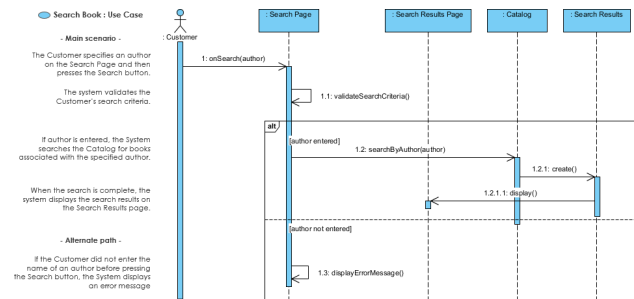 Search Book : Use Case
- Main scenario -
The Customer specifies an author
on the Search Page and then
presses the Search button.
The system validates the
Customer's search criteria.
If author is entered, the System
searches the Catalog for books
associated with the specified author.
When the search is complete, the
system displays the search results on
the Search Results page.
- Alternate path -
If the Customer did not enter the
name of an author before pressing
the Search button, the System displays
an error message
: Customer
: Search Page
: Search Results Page
: Catalog
: Search Results
1: onSearch(author)
1.1: validateSearchCriteria()
alt
[author entered]
1.2: searchByAuthor(author)
1.2.1: create()
1.2.1.1: display()
[author not entered]
1.3: displayErrorMessage()